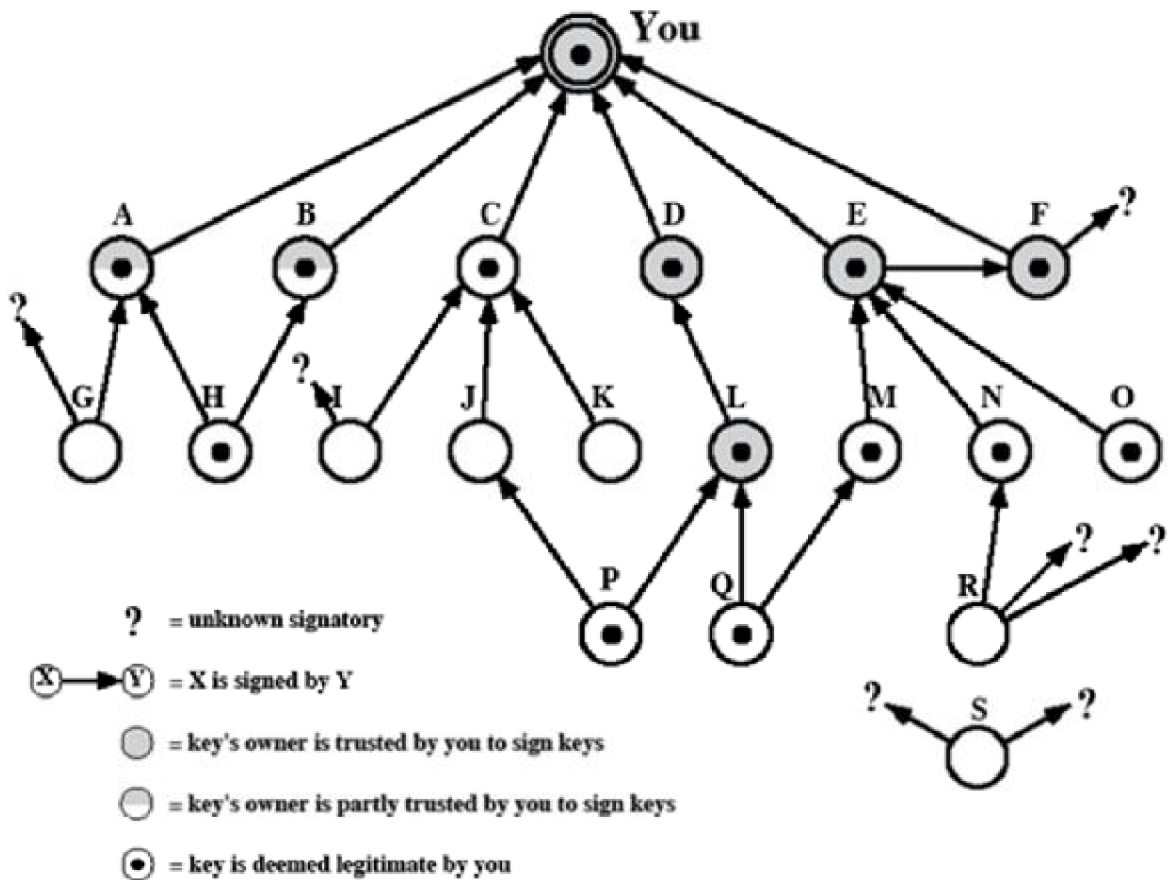 You
A B C D E F ?
?
G H ? I J K L M N O
P Q R ? ?
? = unknown signatory
X → Y = X is signed by Y
? S ?
= key's owner is trusted by you to sign keys
= key's owner is partly trusted by you to sign keys
= key is deemed legitimate by you